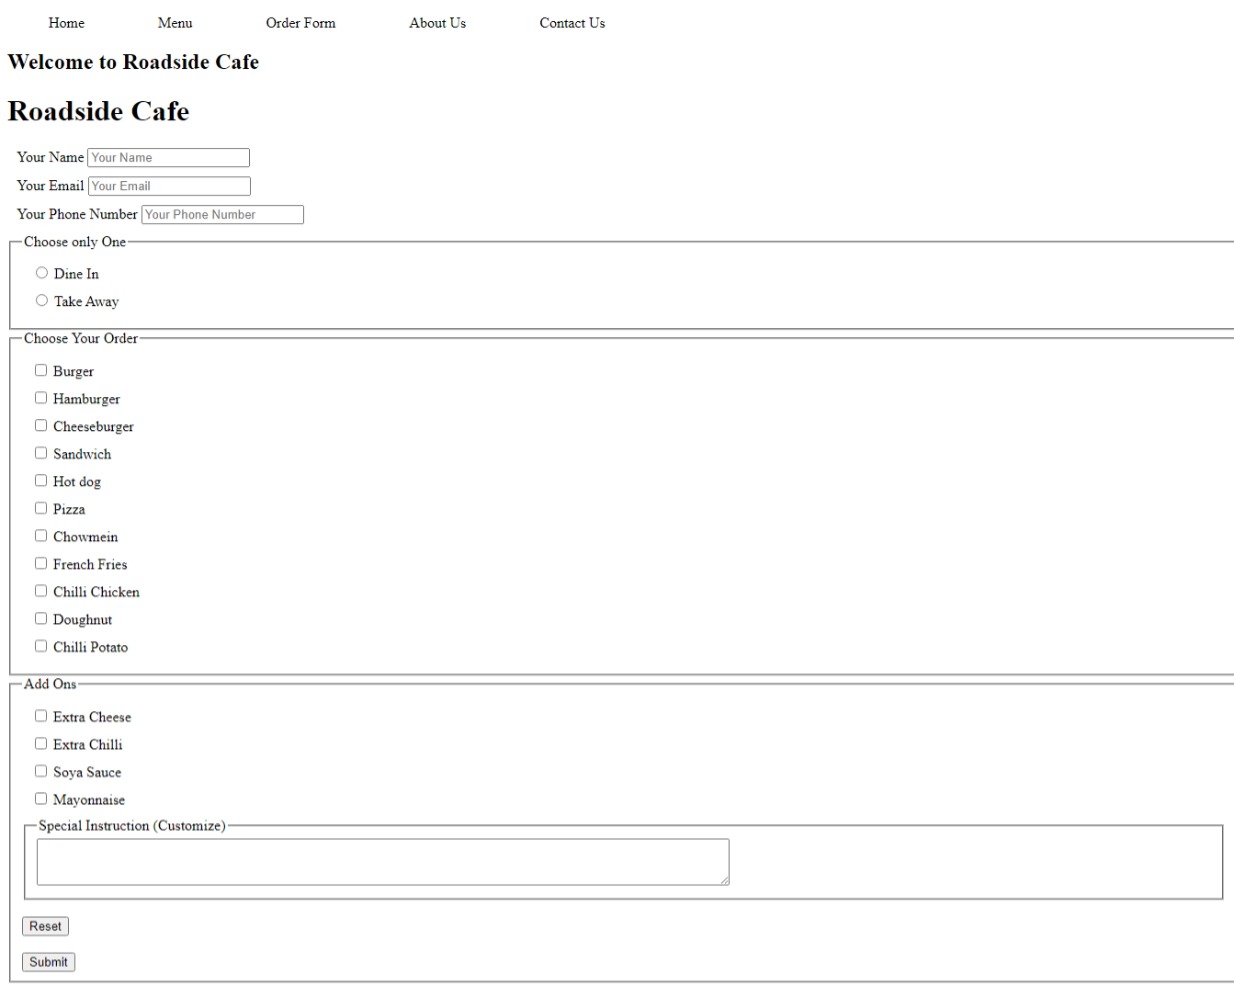 Home Menu Order Form About Us Contact Us
Welcome to Roadside Cafe
Roadside Cafe
Your Name Your Name
Your Email Your Email
Your Phone Number Your Phone Number
Choose only One
Dine In
Take Away
Choose Your Order
Burger
Hamburger
Cheeseburger
Sandwich
Hot dog
Pizza
Chowmein
French Fries
Chilli Chicken
Doughnut
Chilli Potato
Add Ons
Extra Cheese
Extra Chilli
Soya Sauce
Mayonnaise
Special Instruction (Customize)
Reset
Submit